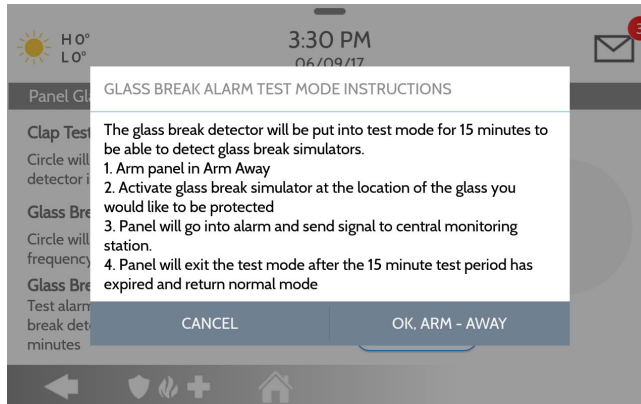 H 0°
L 0°
3:30 PM
06/09/17
3
Panel Gl
GLASS BREAK ALARM TEST MODE INSTRUCTIONS
The glass break detector will be put into test mode for 15 minutes to
be able to detect glass break simulators.
1. Arm panel in Arm Away
2. Activate glass break simulator at the location of the glass you
would like to be protected
3. Panel will go into alarm and send signal to central monitoring
station.
4. Panel will exit the test mode after the 15 minute test period has
expired and return normal mode
CANCEL
OK, ARM - AWAY
Clap Test
Circle will
detector i
Glass Bre
Circle will
frequency
Glass Bre
Test alarm
break det
minutes